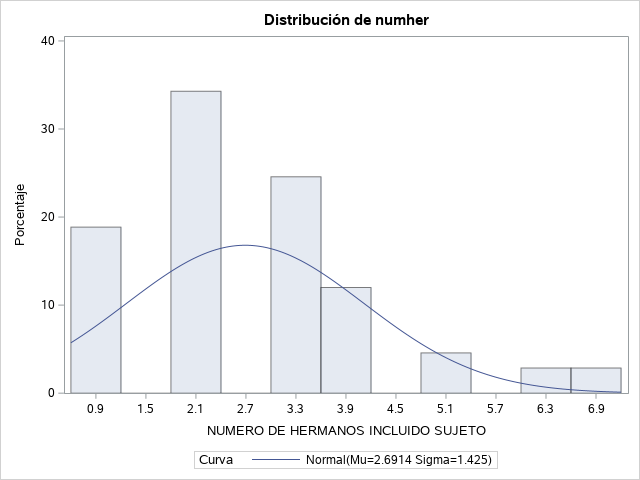 Distribución de numher
40
30
20
10
0
Porcentaje
0.9 1.5 2.1 2.7 3.3 3.9 4.5 5.1 5.7 6.3 6.9
NUMERO DE HERMANOS INCLUIDO SUJETO
Curva Normal(Mu=2.6914 Sigma=1.425)